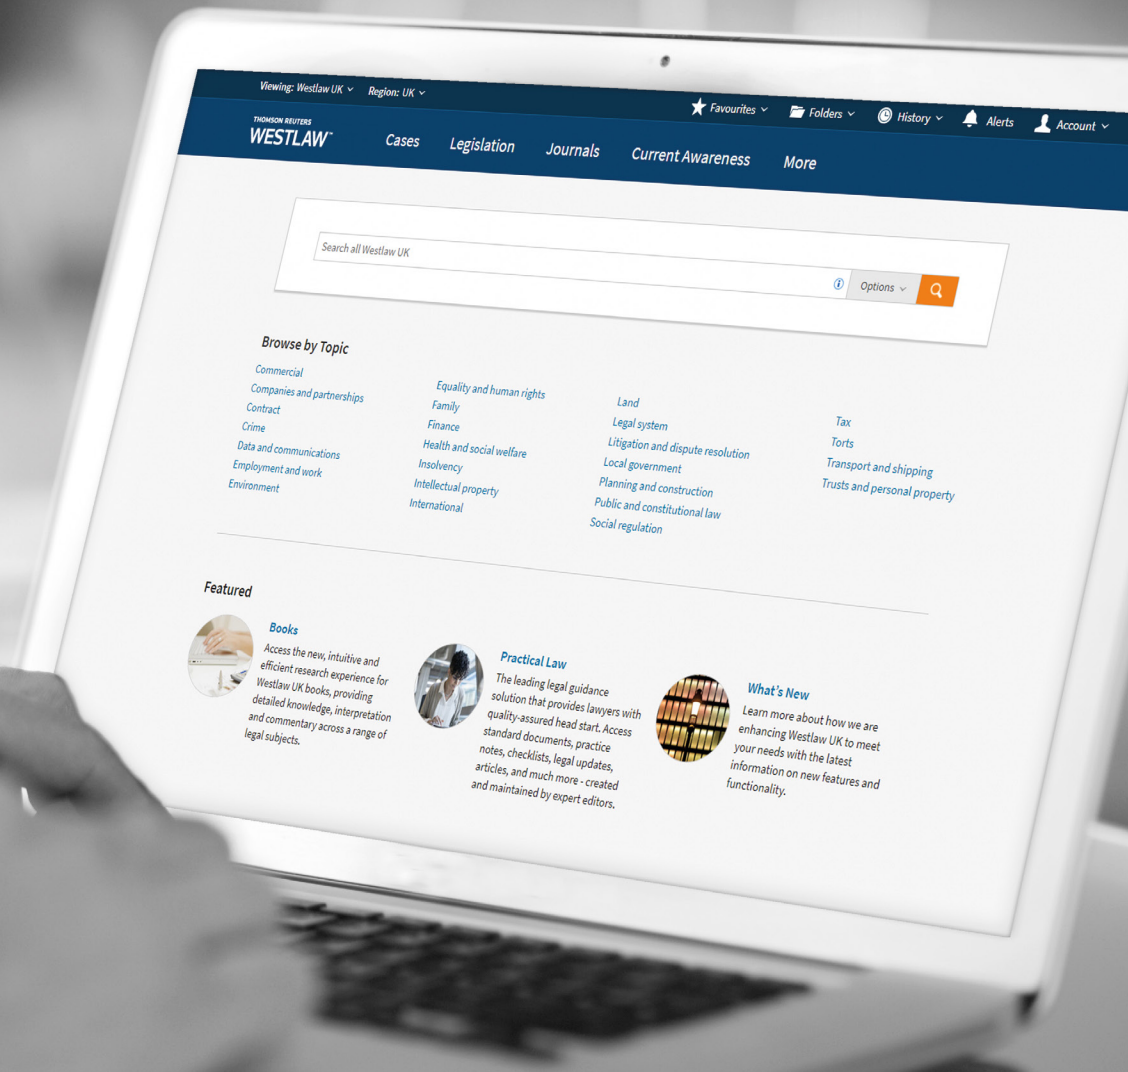 Viewing: Westlaw UK
Region: UK
Favourites
Folders
History
Alerts
Account
THOMSON REUTERS
WESTLAW™
Cases
Legislation
Journals
Current Awareness
More
Search all Westlaw UK
i
Options
Browse by Topic
Commercial
Companies and partnerships
Contract
Crime
Data and communications
Employment and work
Environment
Equality and human rights
Family
Finance
Health and social welfare
Insolvency
Intellectual property
International
Land
Legal system
Litigation and dispute resolution
Local government
Planning and construction
Public and constitutional law
Social regulation
Tax
Torts
Transport and shipping
Trusts and personal property
Featured
Books
Access the new, intuitive and
efficient research experience for
Westlaw UK books, providing
detailed knowledge, interpretation
and commentary across a range of
legal subjects.
Practical Law
The leading legal guidance
solution that provides lawyers with
quality-assured head start. Access
standard documents, practice
notes, checklists, legal updates,
articles, and much more - created
and maintained by expert editors.
What's New
Learn more about how we are
enhancing Westlaw UK to meet
your needs with the latest
information on new features and
functionality.